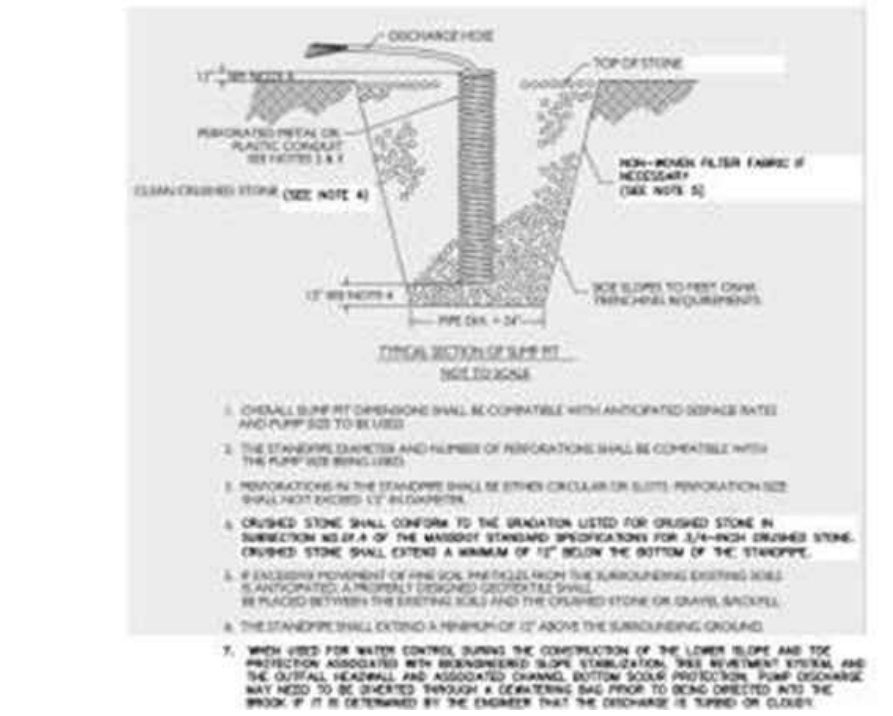 DISCHARGE HOSE
TOP OF STONE
12" SEE NOTE 6
PERFORATED METAL OR
PLASTIC CONDUIT
SEE NOTES 2 & 3
NON-WOVEN FILTER FABRIC IF
NECESSARY
(SEE NOTE 5)
CLEAN CRUSHED STONE (SEE NOTE 4)
12" SEE NOTE 4
SIDE SLOPES TO MEET OSHA
TRENCHING REQUIREMENTS
PIPE DIA. + 24"
TYPICAL SECTION OF SUMP PIT
NOT TO SCALE
1. OVERALL SUMP PIT DIMENSIONS SHALL BE COMPATIBLE WITH ANTICIPATED SEEPAGE RATES
AND PUMP SIZE TO BE USED.
2. THE STANDPIPE DIAMETER AND NUMBER OF PERFORATIONS SHALL BE COMPATIBLE WITH
THE PUMP SIZE BEING USED.
3. PERFORATIONS IN THE STANDPIPE SHALL BE EITHER CIRCULAR OR SLOTS. PERFORATION SIZE
SHALL NOT EXCEED IN DIAMETER.
4. CRUSHED STONE SHALL CONFORM TO THE GRADATION LISTED FOR CRUSHED STONE IN
SUBSECTION OF THE MASSDOT STANDARD SPECIFICATIONS FOR 3/4-INCH CRUSHED STONE.
CRUSHED STONE SHALL EXTEND A MINIMUM OF 12" BELOW THE BOTTOM OF THE STANDPIPE.
5. IF EXCESSIVE MOVEMENT OF FINE SOIL PARTICLES FROM THE SURROUNDING EXISTING SOILS
IS ANTICIPATED, A PROPERLY DESIGNED GEOTEXTILE SHALL
BE PLACED BETWEEN THE EXISTING SOILS AND THE CRUSHED STONE OR GRAVEL BACKFILL.
6. THE STANDPIPE SHALL EXTEND A MINIMUM OF 12" ABOVE THE SURROUNDING GROUND.
7. WHEN USED FOR WATER CONTROL DURING THE CONSTRUCTION OF THE LOWER SLOPE AND TOE
PROTECTION ASSOCIATED WITH BIOENGINEERED SLOPE STABILIZATION, TREE REVETMENT SYSTEM, AND
THE OUTFALL HEADWALL AND ASSOCIATED CHANNEL BOTTOM SCOUR PROTECTION, PUMP DISCHARGE
MAY NEED TO BE DIVERTED THROUGH A DEWATERING BAG PRIOR TO BEING DIRECTED INTO THE
BROOK IF IT IS DETERMINED BY THE ENGINEER THAT THE DISCHARGE IS TURBID OR CLOUDY.